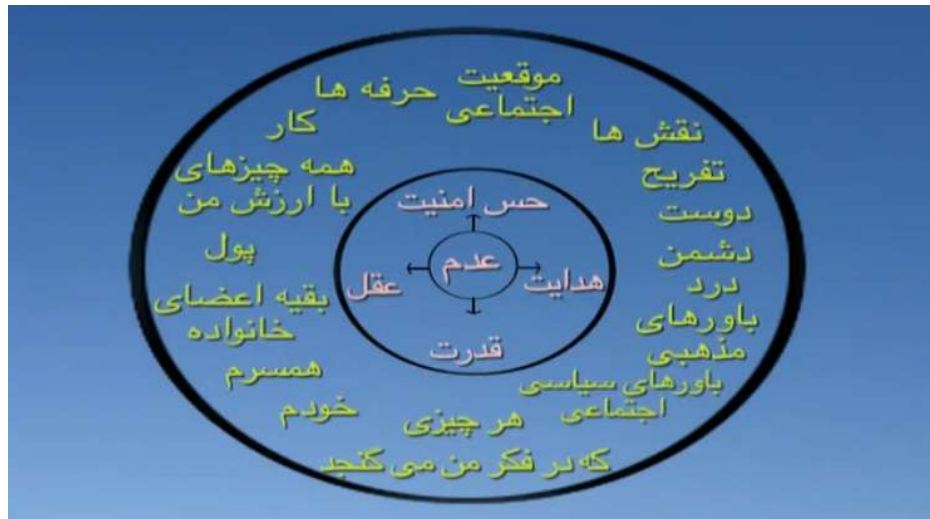 موقعیت
اجتماعی
حرفه ها
کار
همه چیزهای
با ارزش من
پول
بقیه اعضای
خانواده
همسرم
خودم
هر چیزی
که در فکر من می گنجد
نقش ها
تفریح
دوست
دشمن
درد
باورهای
مذهبی
باورهای سیاسی
اجتماعی
حس امنیت
عقل
عدم
هدایت
قدرت